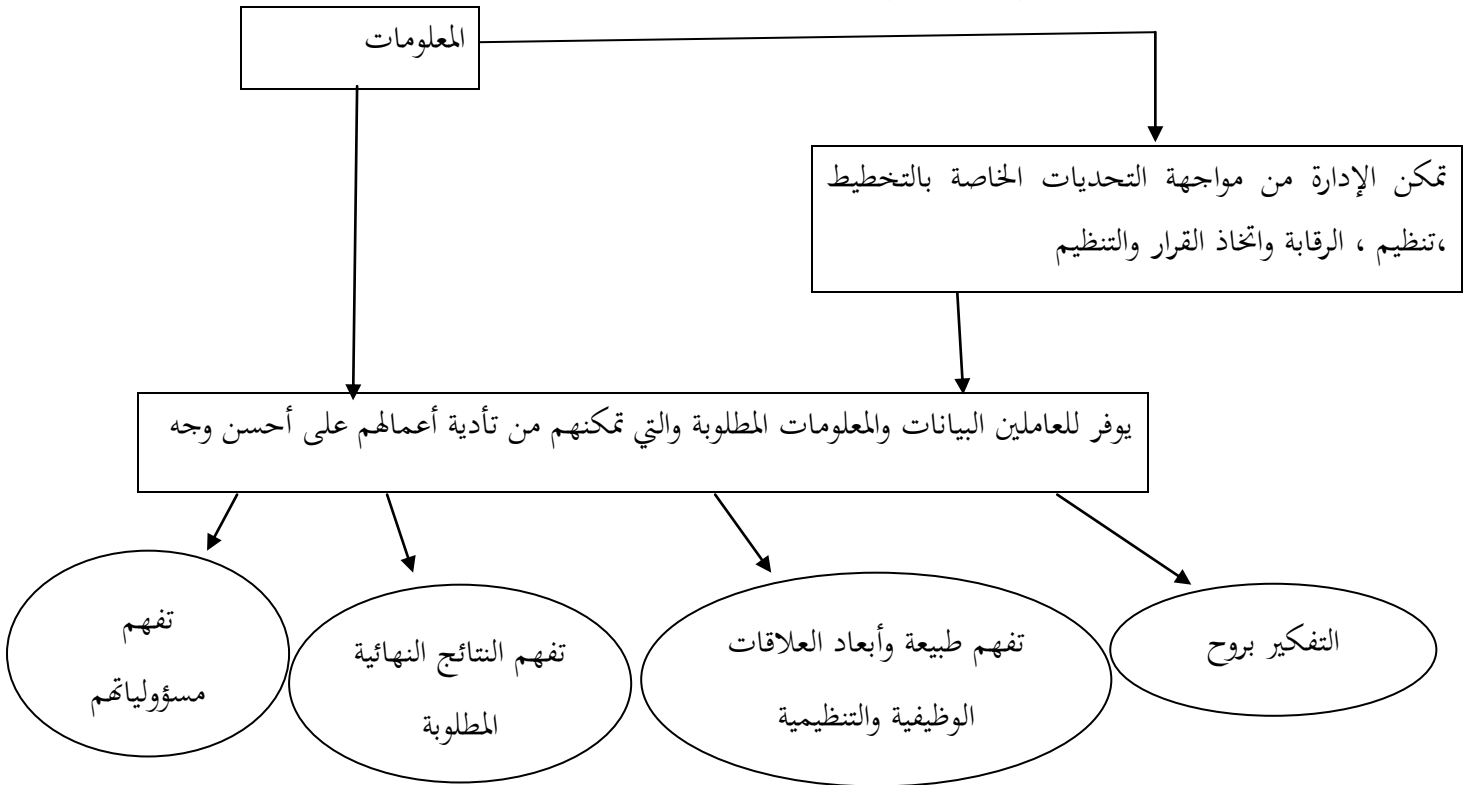 المعلومات
تمكن الإدارة من مواجهة التحديات الخاصة بالتخطيط
،تنظيم ، الرقابة واتخاذ القرار والتنظيم
يوفر للعاملين البيانات والمعلومات المطلوبة والتي تمكنهم من تأدية أعمالهم على أحسن وجه
التفكير بروح
تفهم طبيعة وأبعاد العلاقات
الوظيفية والتنظيمية
تفهم النتائج النهائية
المطلوبة
تفهم
مسؤولياتهم